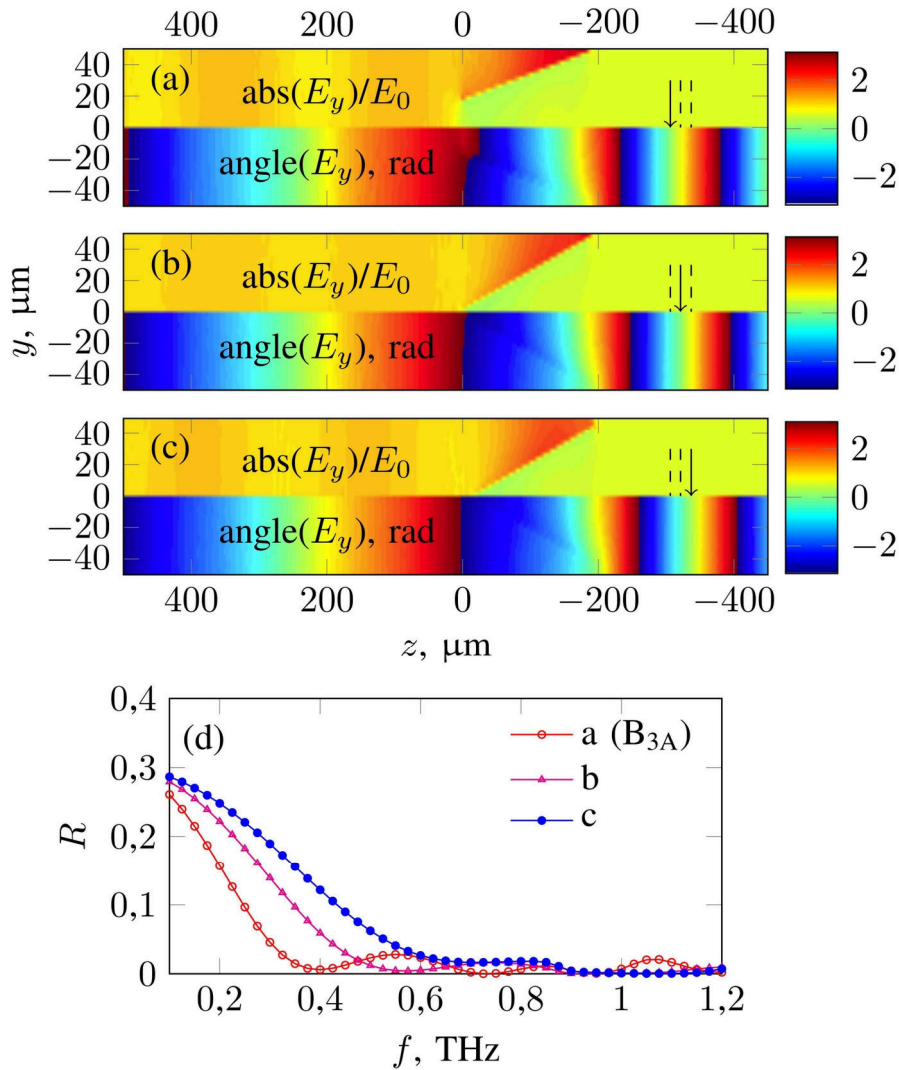 400 200 0 −200 −400
40
20
0
−20
−40
(a)
abs(E_y)/E_0
angle(E_y), rad
2
0
−2
y, µm
40
20
0
−20
−40
(b)
abs(E_y)/E_0
angle(E_y), rad
2
0
−2
40
20
0
−20
−40
(c)
abs(E_y)/E_0
angle(E_y), rad
2
0
−2
400 200 0 −200 −400
z, µm
0,4
0,3
0,2
0,1
0
R
(d)
a (B_{3A})
b
c
0,2 0,4 0,6 0,8 1 1,2
f, THz